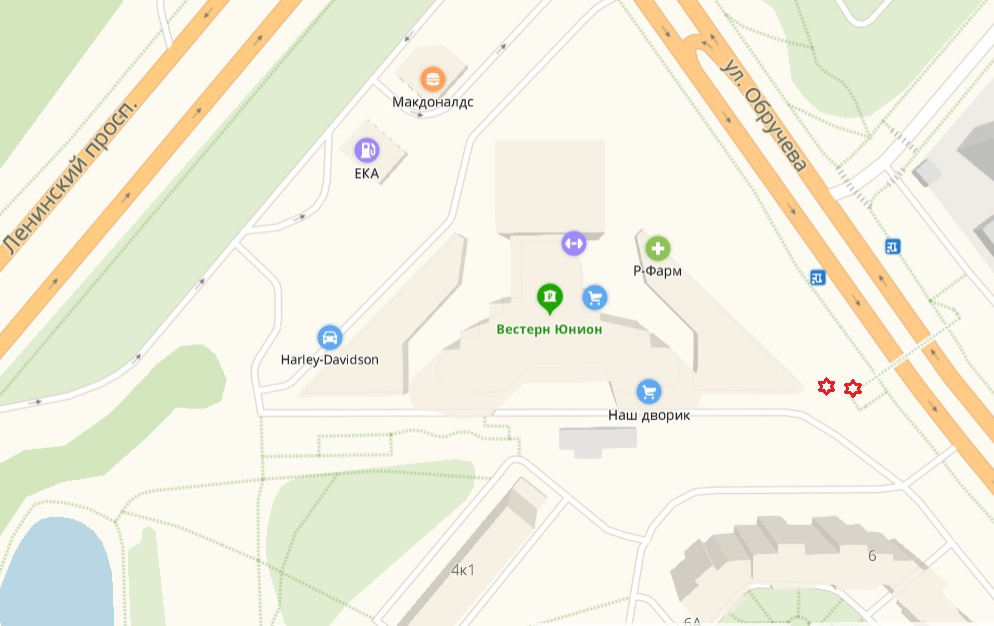 Ленинский просп.
ул. Обручева
Макдоналдс
ЕКА
Р-Фарм
Вестерн Юнион
Harley-Davidson
Наш дворик
4к1
6
6А